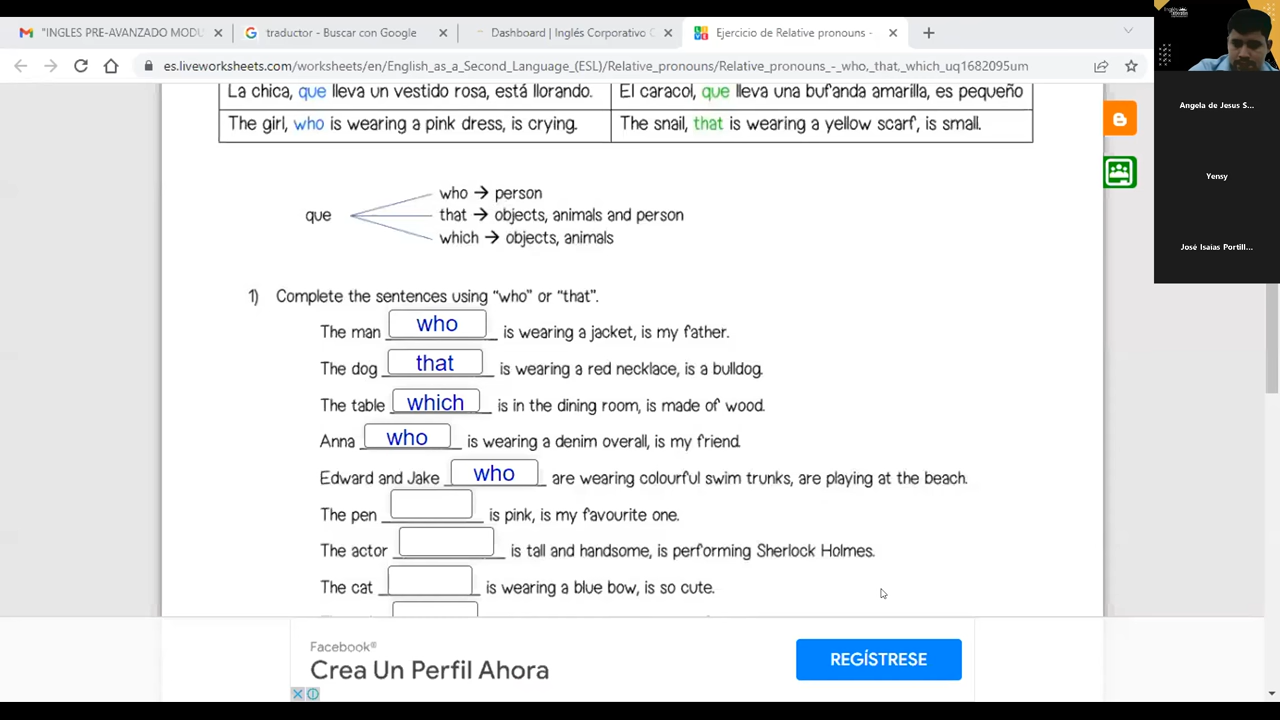 "INGLES PRE-AVANZADO MODU
traductor - Buscar con Google
Dashboard | Inglés Corporativo C
Ejercicio de Relative pronouns -
es.liveworksheets.com/worksheets/en/English_as_a_Second_Language_(ESL)/Relative_pronouns/Relative_pronouns_-_who,_that,_which_uq1682095um
La chica, que lleva un vestido rosa, está llorando.
El caracol, que lleva una bufanda amarilla, es pequeño
The girl, who is wearing a pink dress, is crying.
The snail, that is wearing a yellow scarf, is small.
who → person
que
that → objects, animals and person
which → objects, animals
1) Complete the sentences using "who" or "that".
The man who is wearing a jacket, is my father.
The dog that is wearing a red necklace, is a bulldog.
The table which is in the dining room, is made of wood.
Anna who is wearing a denim overall, is my friend.
Edward and Jake who are wearing colourful swim trunks, are playing at the beach.
The pen is pink, is my favourite one.
The actor is tall and handsome, is performing Sherlock Holmes.
The cat is wearing a blue bow, is so cute.
Facebook®
Crea Un Perfil Ahora
REGÍSTRESE
Angela de Jesus S...
Yensy
José Isaías Portill...